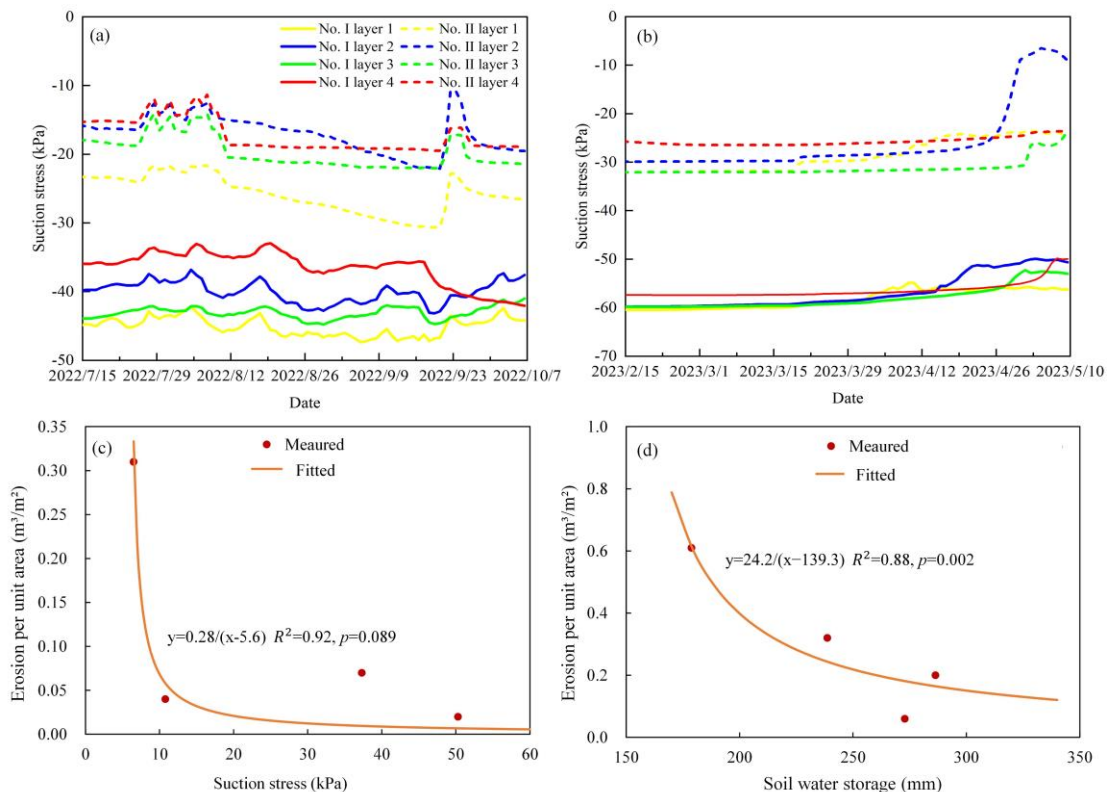 (a)
No. I layer 1 No. II layer 1
No. I layer 2 No. II layer 2
No. I layer 3 No. II layer 3
No. I layer 4 No. II layer 4
Suction stress (kPa)
0
-10
-20
-30
-40
-50
2022/7/15 2022/7/29 2022/8/12 2022/8/26 2022/9/9 2022/9/23 2022/10/7
Date
(b)
Suction stress (kPa)
0
-10
-20
-30
-40
-50
-60
-70
2023/2/15 2023/3/1 2023/3/15 2023/3/29 2023/4/12 2023/4/26 2023/5/10
Date
(c)
Meaured
Fitted
y=0.28/(x-5.6) R²=0.92, p=0.089
Erosion per unit area (m³/m²)
0.35
0.30
0.25
0.20
0.15
0.10
0.05
0.00
0 10 20 30 40 50 60
Suction stress (kPa)
(d)
Meaured
Fitted
y=24.2/(x−139.3) R²=0.88, p=0.002
Erosion per unit area (m³/m²)
1.0
0.8
0.6
0.4
0.2
0.0
150 200 250 300 350
Soil water storage (mm)